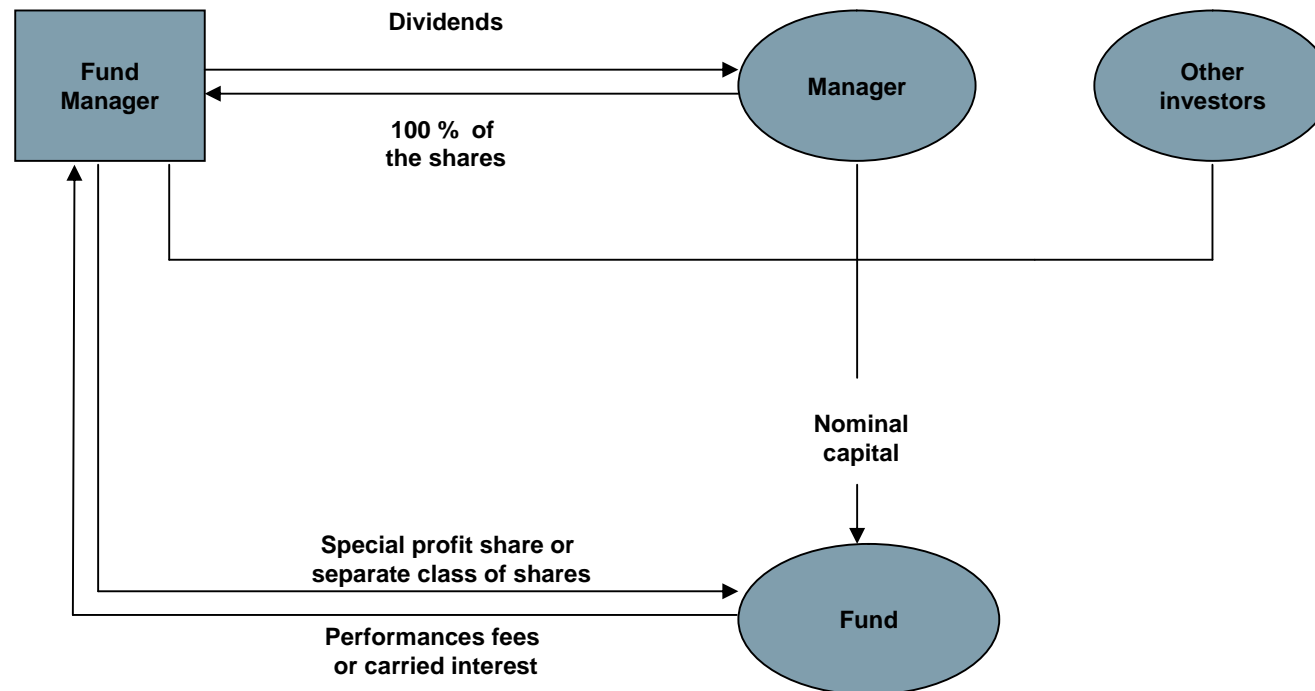 Dividends
Fund
Manager
Manager
Other
investors
100 % of
the shares
Nominal
capital
Special profit share or
separate class of shares
Fund
Performances fees
or carried interest